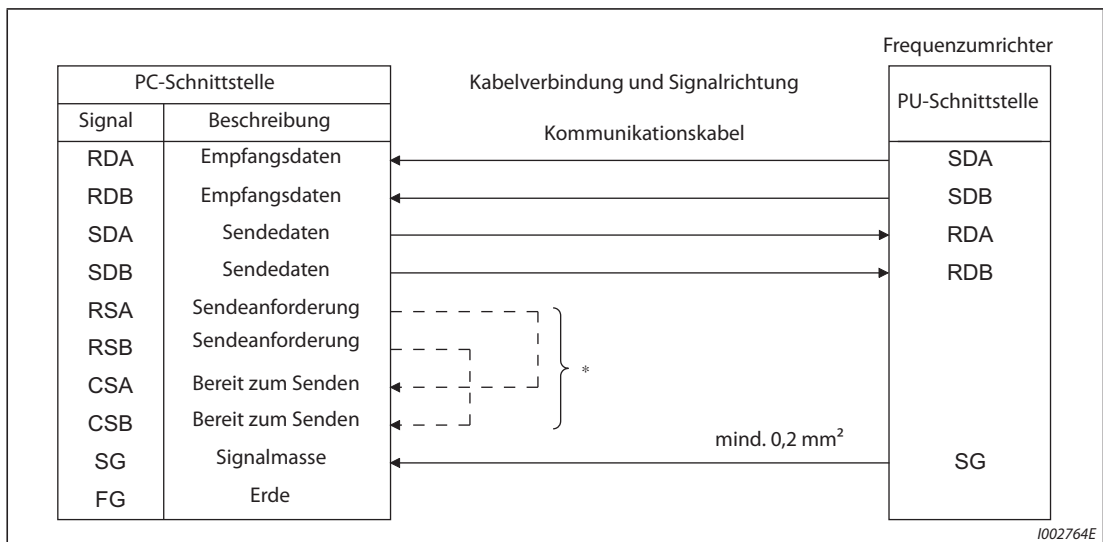 Frequenzumrichter
PC-Schnittstelle Kabelverbindung und Signalrichtung PU-Schnittstelle
Signal Beschreibung Kommunikationskabel
RDA Empfangsdaten SDA
RDB Empfangsdaten SDB
SDA Sendedaten RDA
SDB Sendedaten RDB
RSA Sendeanforderung
RSB Sendeanforderung
*
CSA Bereit zum Senden
CSB Bereit zum Senden
mind. 0,2 mm²
SG Signalmasse SG
FG Erde
I002764E